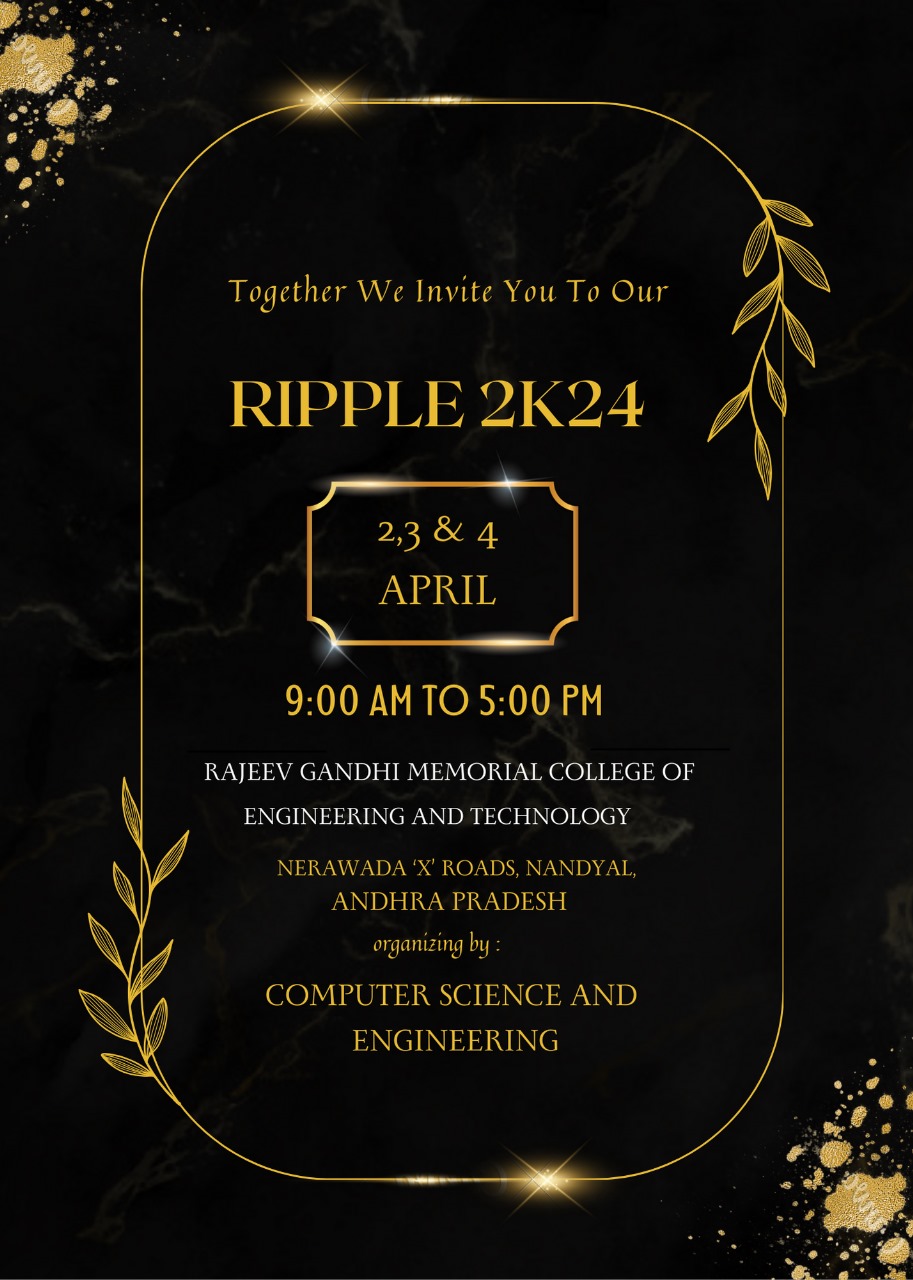 Together We Invite You To Our
RIPPLE 2K24
2,3 & 4
APRIL
9:00 AM TO 5:00 PM
RAJEEV GANDHI MEMORIAL COLLEGE OF
ENGINEERING AND TECHNOLOGY
NERAWADA ‘X’ ROADS, NANDYAL,
ANDHRA PRADESH
organizing by :
COMPUTER SCIENCE AND
ENGINEERING